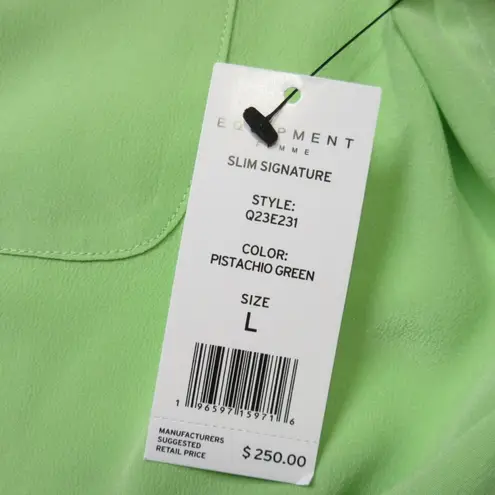 EQUIPMENT
FEMME
SLIM SIGNATURE
STYLE:
Q23E231
COLOR:
PISTACHIO GREEN
SIZE
L
1 96597 15971 6
MANUFACTURERS
SUGGESTED
RETAIL PRICE
$ 250.00